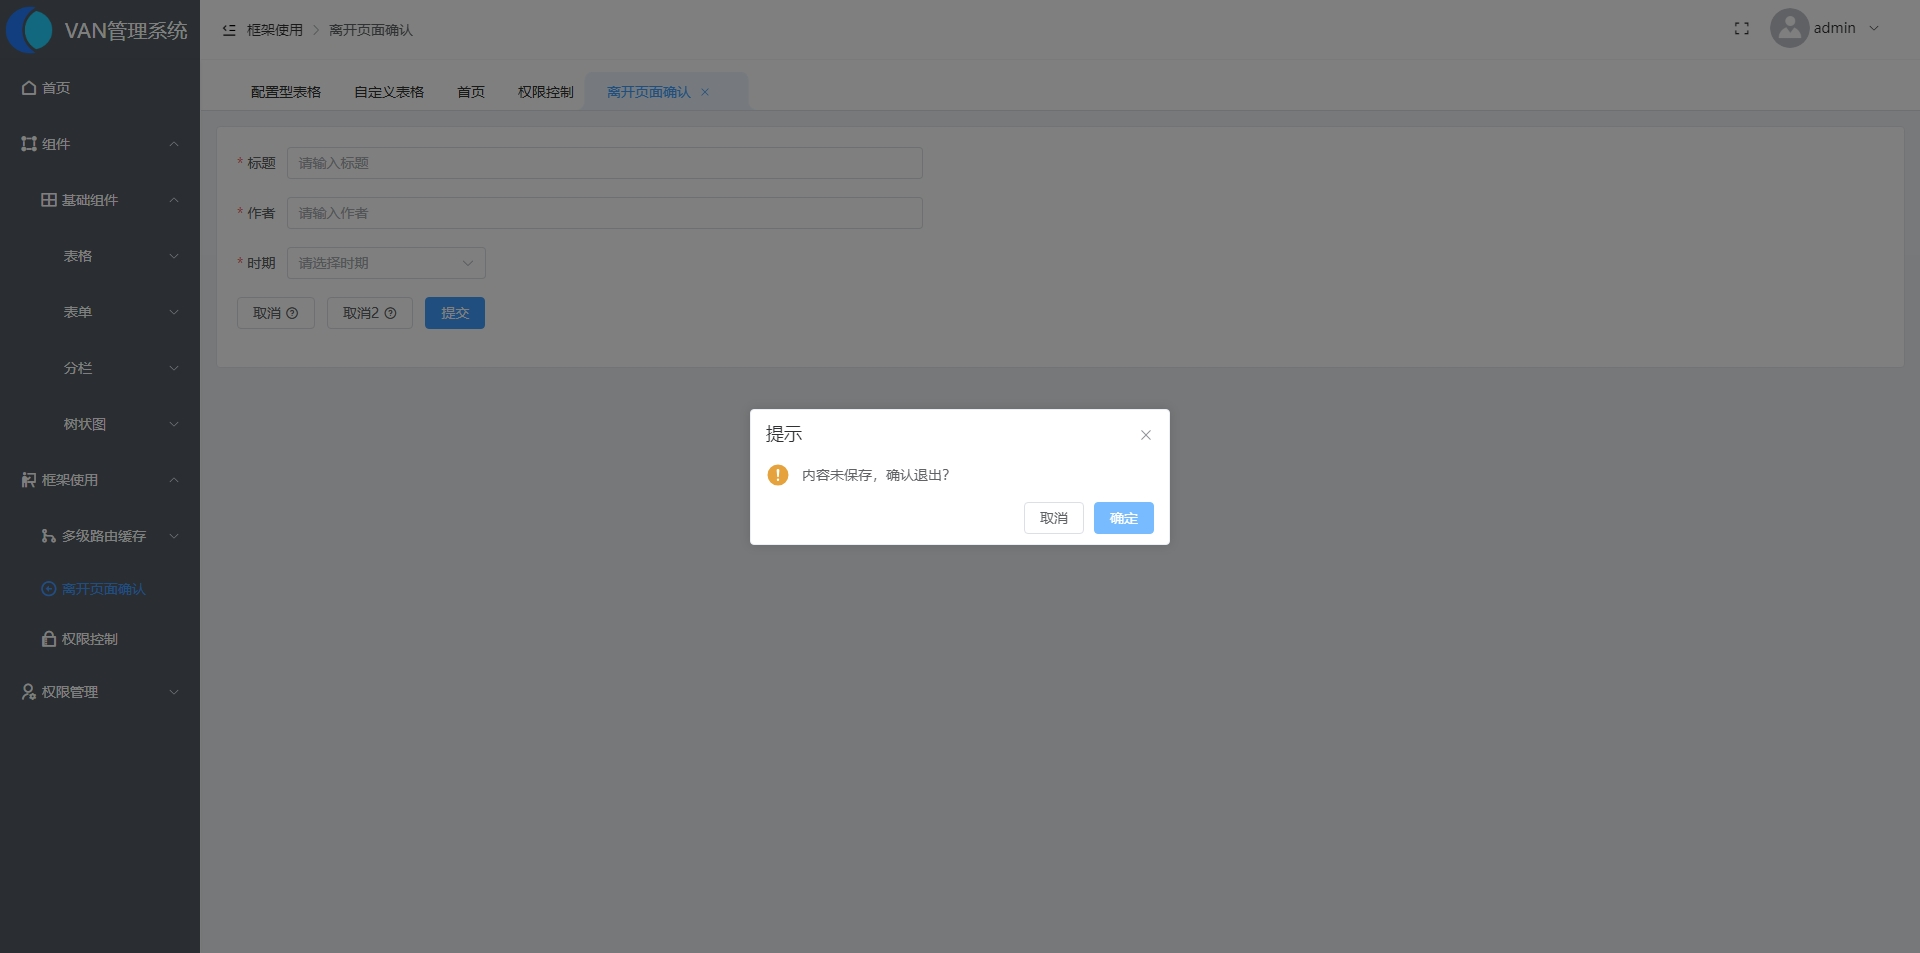 VAN管理系统
首页
组件
基础组件
表格
表单
分栏
树状图
框架使用
多级路由缓存
离开页面确认
权限控制
权限管理
框架使用 > 离开页面确认
admin
配置型表格 自定义表格 首页 权限控制 离开页面确认
* 标题 请输入标题
* 作者 请输入作者
* 时期 请选择时期
取消 取消2 提交
提示
内容未保存，确认退出？
取消 确定